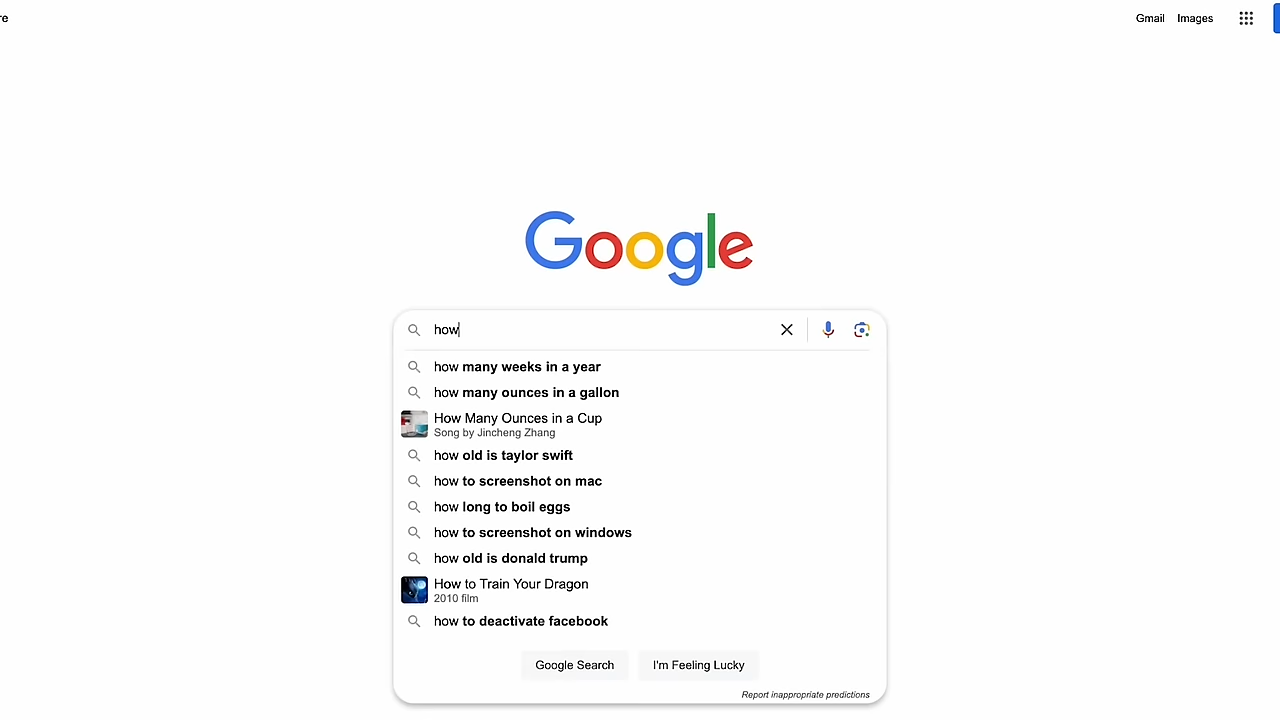 re
Gmail Images
Google
how
how many weeks in a year
how many ounces in a gallon
How Many Ounces in a Cup
Song by Jincheng Zhang
how old is taylor swift
how to screenshot on mac
how long to boil eggs
how to screenshot on windows
how old is donald trump
How to Train Your Dragon
2010 film
how to deactivate facebook
Google Search I'm Feeling Lucky
Report inappropriate predictions